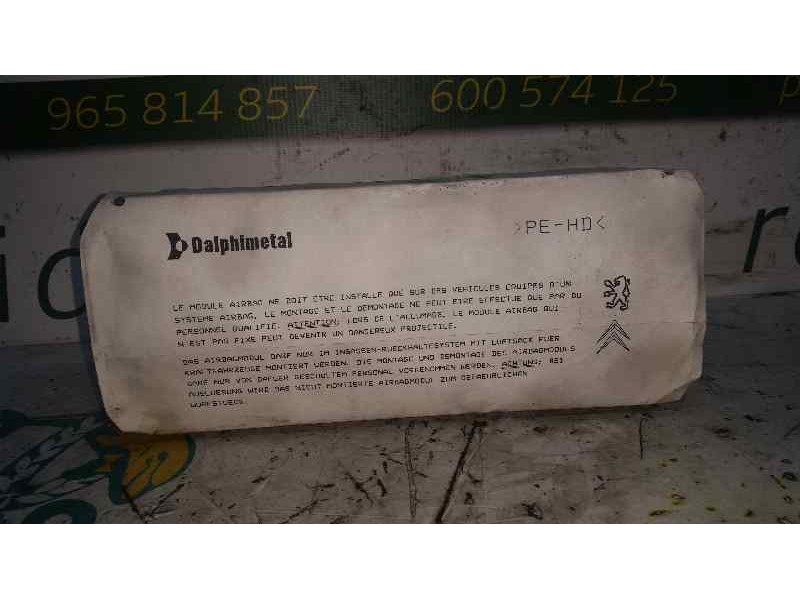 965 814 857
600 574 125
Dalphimetal
>PE-HD<
LE MODULE AIRBAG NE DOIT ETRE INSTALLE QUE SUR DES VEHICULES EQUIPES D'UN
SYSTEME AIRBAG. LE MONTAGE ET LE DEMONTAGE NE PEUT ETRE EFFECTUE QUE PAR DU
PERSONNEL QUALIFIE. ATTENTION: LORS DE L'ALLUMAGE, LE MODULE AIRBAG QUI
N'EST PAS FIXE PEUT DEVENIR UN DANGEREUX PROJECTILE.
DAS AIRBAGMODUL DARF NUR IM INSASSEN-RUECKHALTESYSTEM MIT LUFTSACK FUER
KRAFTFAHRZEUGE MONTIERT WERDEN. DIE MONTAGE UND DEMONTAGE DES AIRBAGMODULS
DARF NUR VON DAFUER GESCHULTEM PERSONAL VORGENOMMEN WERDEN. ACHTUNG: BEI
AUSLOESUNG WIRD DAS NICHT MONTIERTE AIRBAGMODUL ZUM GEFAEHRLICHEN
WURFSTUECK.